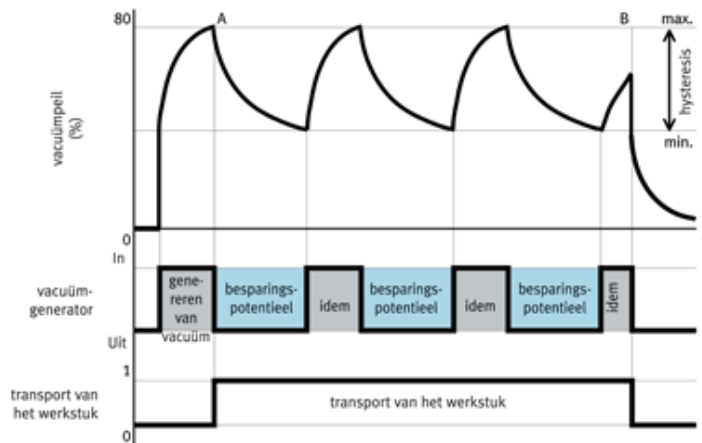 80
A
B
max.
hysteresis
min.
vacuümpeil
(%)
0
In
vacuüm-
generator
gene-
reren
van
vacuüm
besparings-
potentieel
idem
besparings-
potentieel
idem
besparings-
potentieel
idem
Uit
1
transport van
het werkstuk
transport van het werkstuk
0